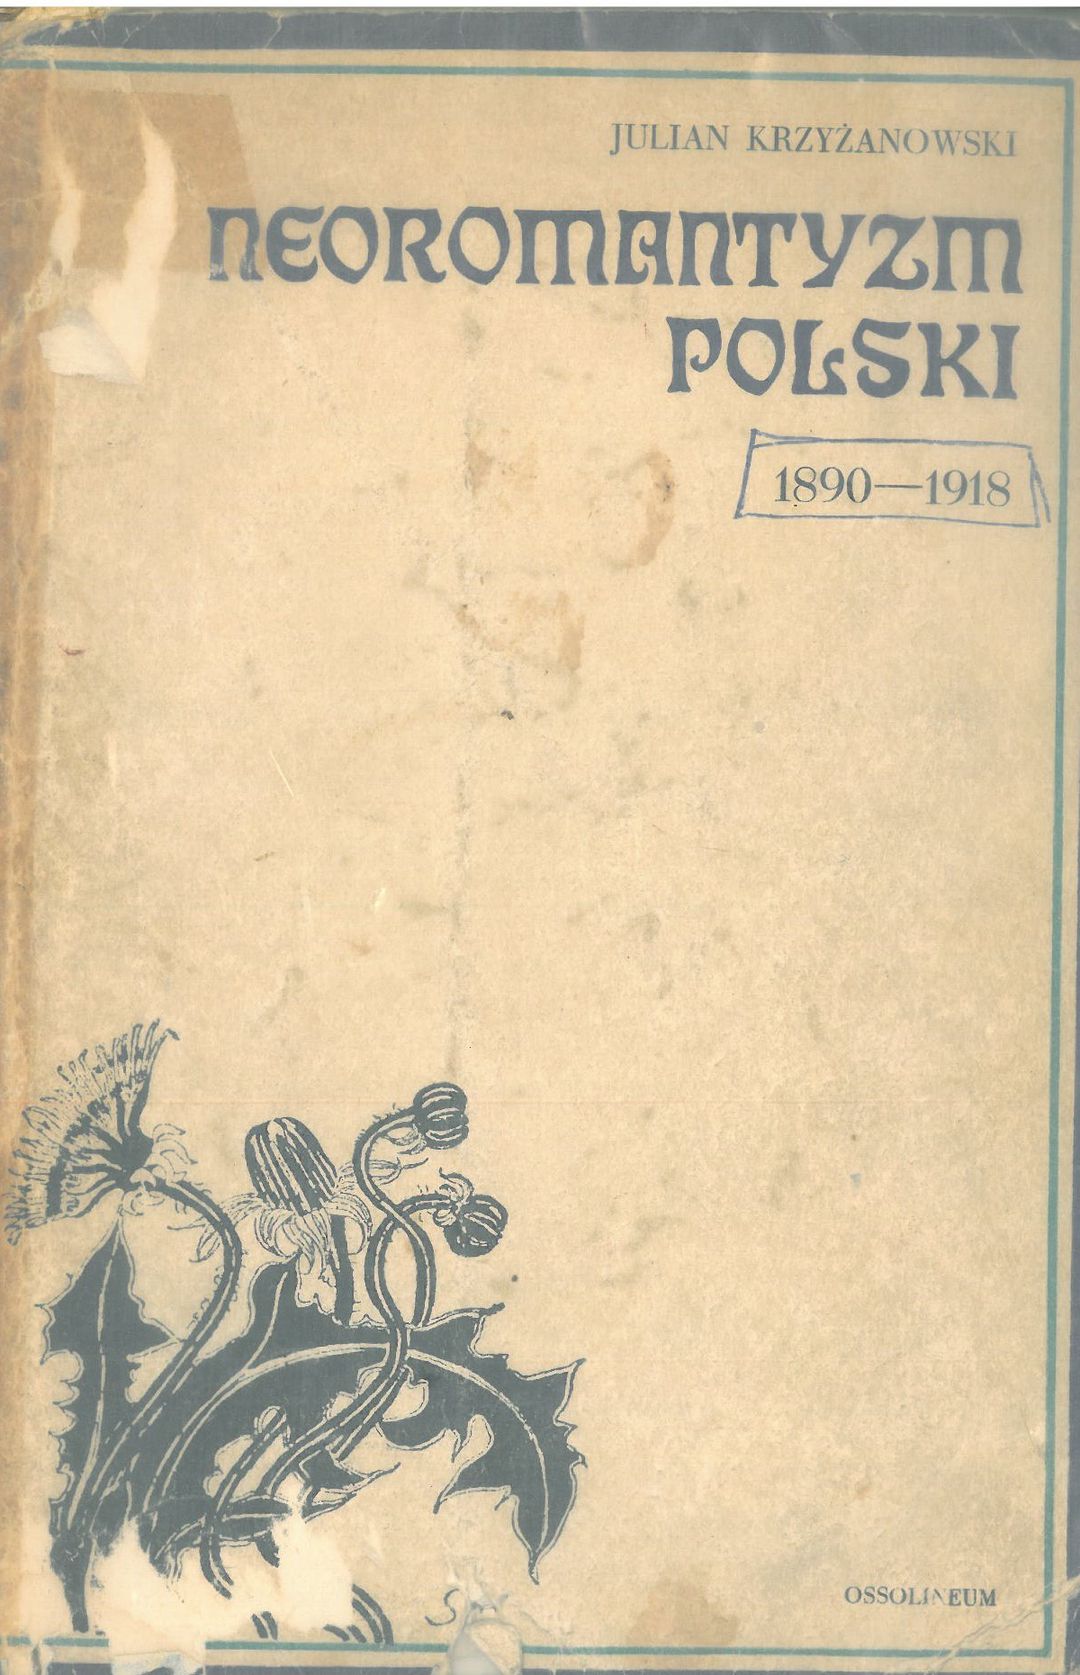 JULIAN KRZYŻANOWSKI
NEOROMANTYZM
POLSKI
1890—1918
OSSOLINEUM